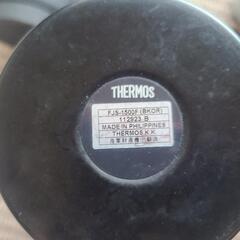 THERMOS
FJS-1500F (BKOR)
112923 B
MADE IN PHILIPPINES
THERMOS K.K.